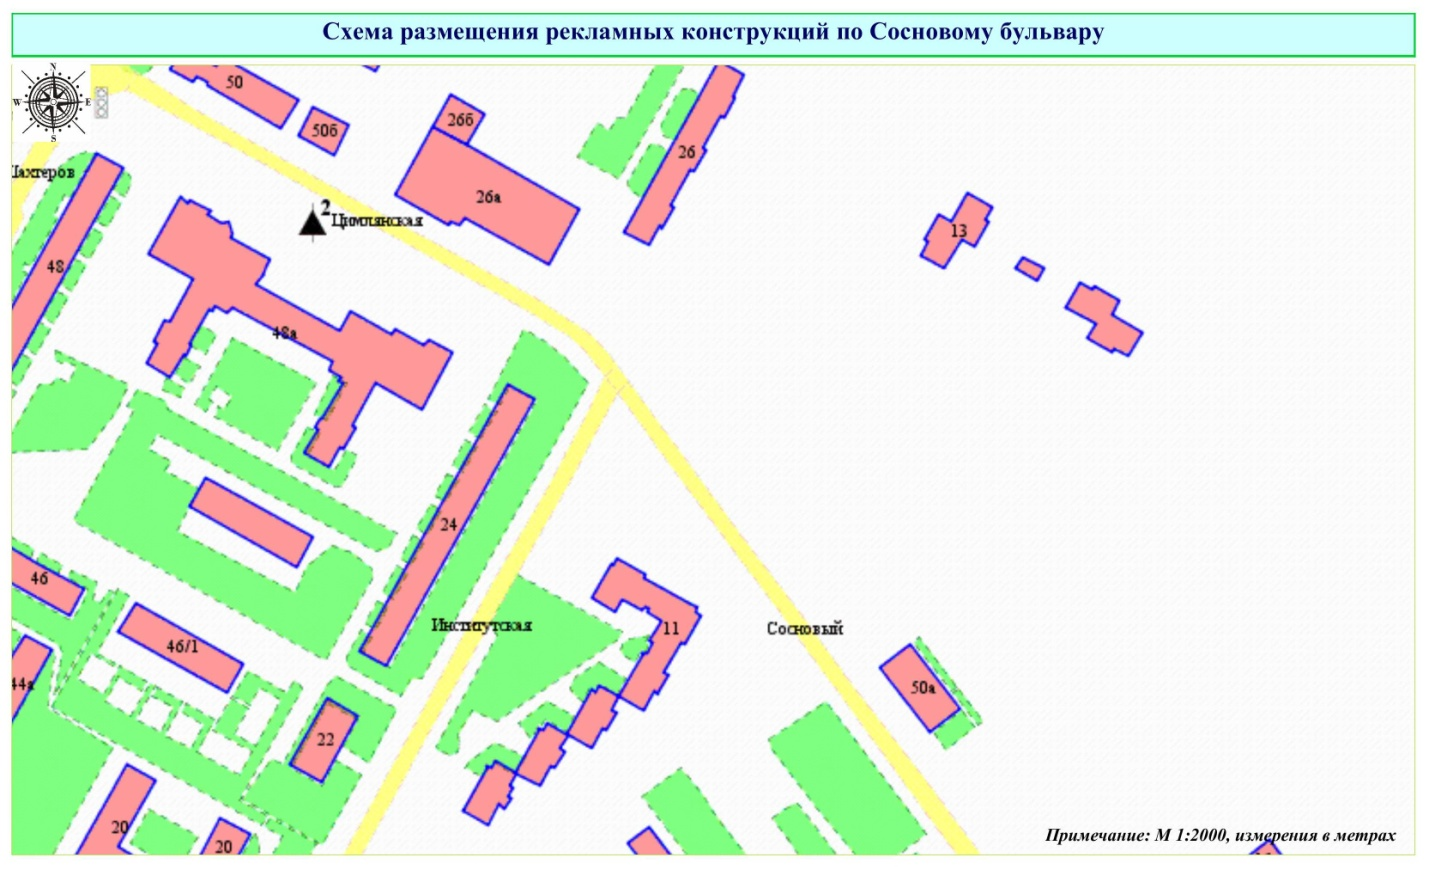 Схема размещения рекламных конструкций по Сосновому бульвару
N
W E
S
50
50б
26б
26
26а
2
Цимлянская
13
48
48а
24
46
Институтская
11
Сосновый
46/1
44а
50а
22
20
20
Примечание: М 1:2000, измерения в метрах